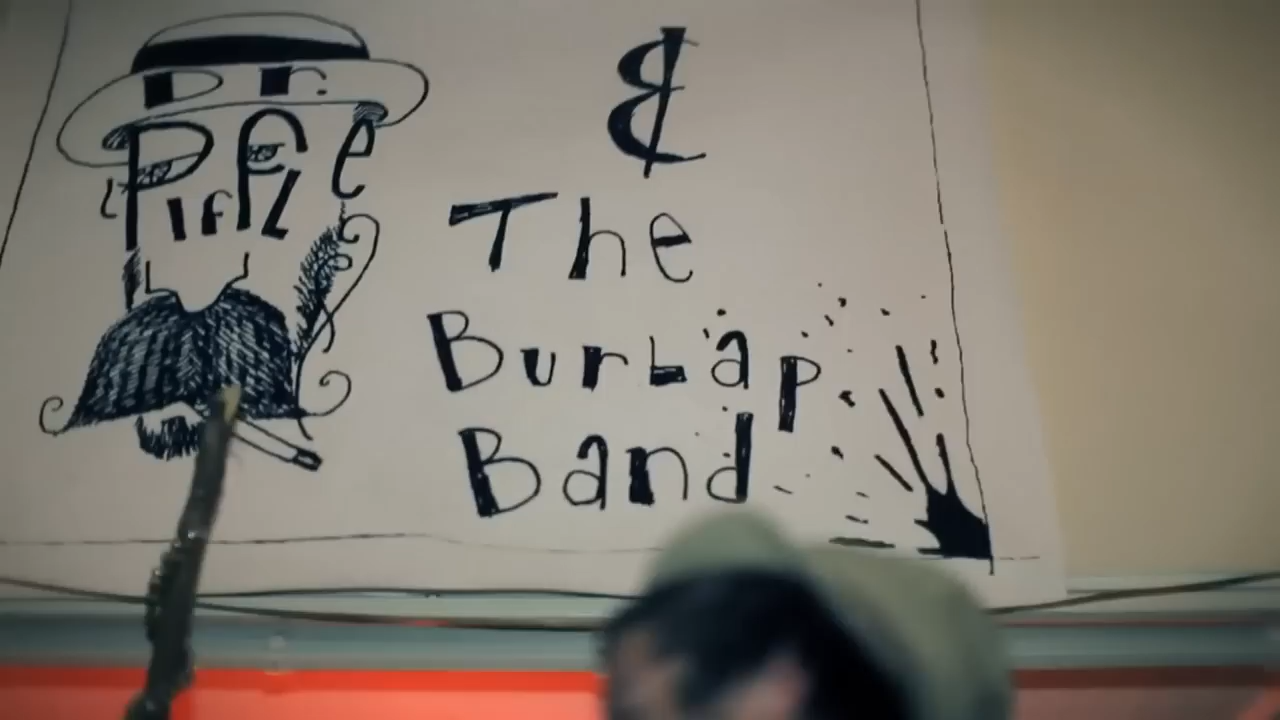 Dr.
Piffle
&
The
Burlap
Band